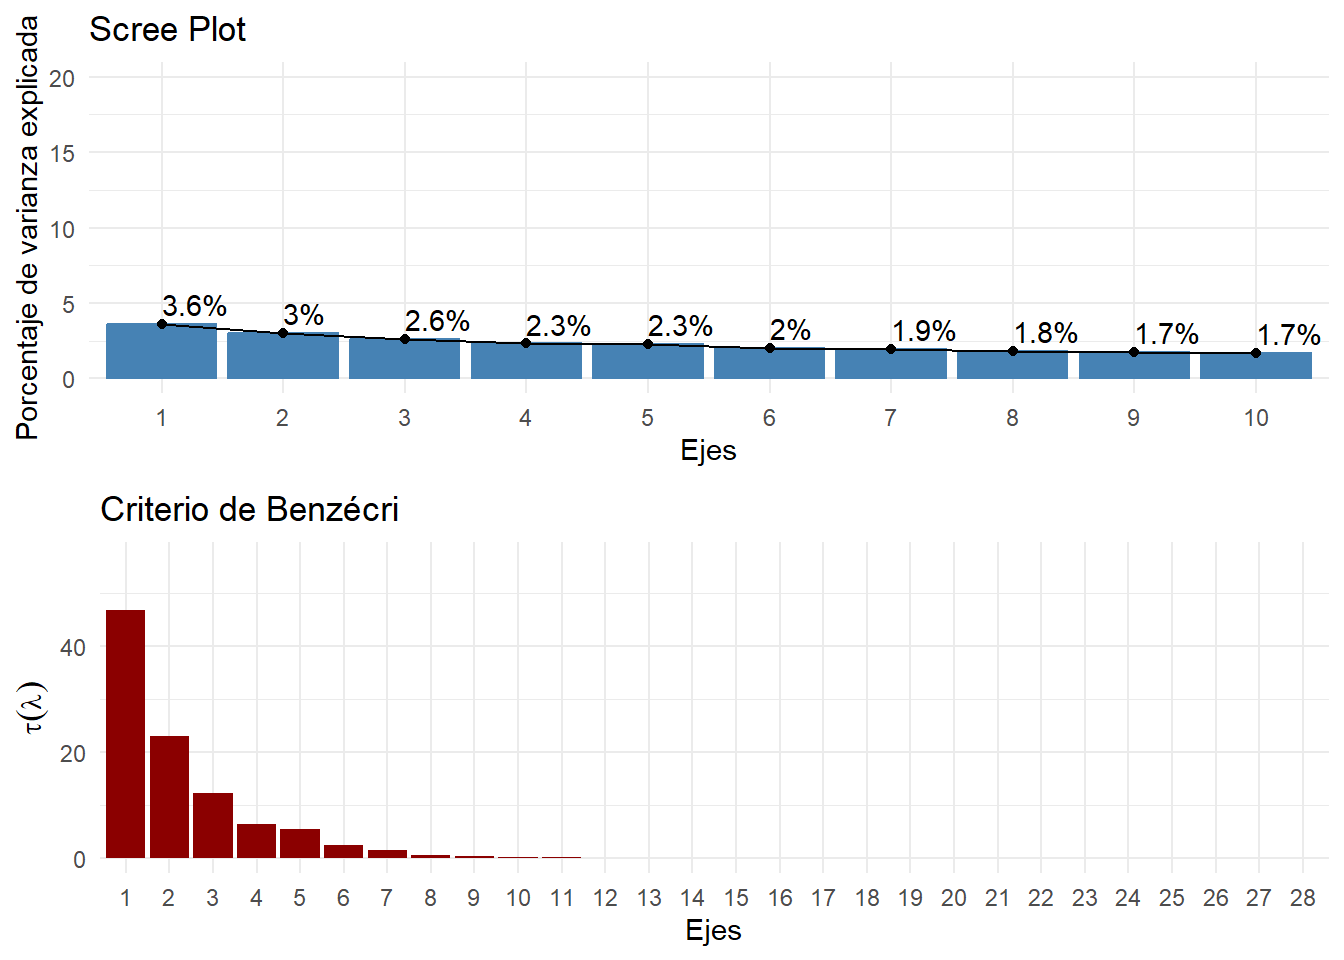 Scree Plot
Porcentaje de varianza explicada
20
15
10
5
0
3.6%
3%
2.6%
2.3%
2.3%
2%
1.9%
1.8%
1.7%
1.7%
1 2 3 4 5 6 7 8 9 10
Ejes
Criterio de Benzécri
τ(λ)
40
20
0
1 2 3 4 5 6 7 8 9 10 11 12 13 14 15 16 17 18 19 20 21 22 23 24 25 26 27 28
Ejes